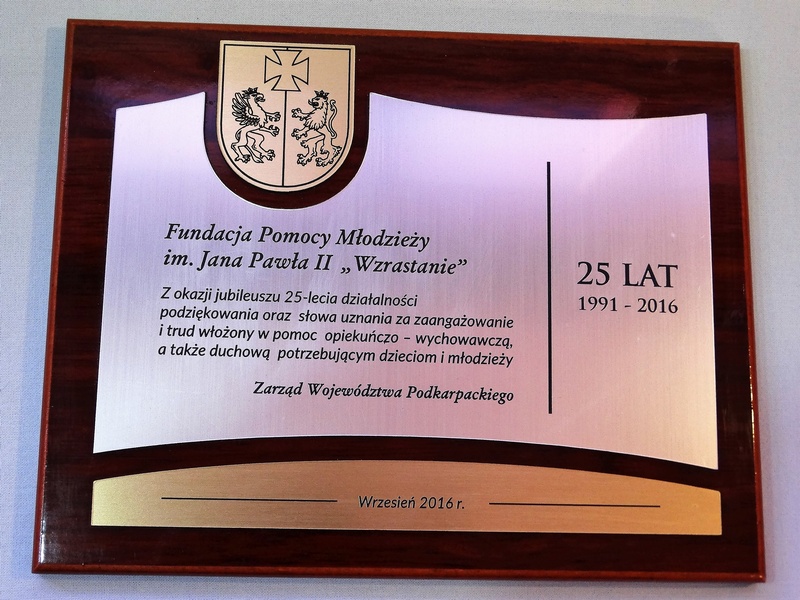 Fundacja Pomocy Młodzieży
im. Jana Pawła II „Wzrastanie”
Z okazji jubileuszu 25-lecia działalności
podziękowania oraz słowa uznania za zaangażowanie
i trud włożony w pomoc opiekuńczo – wychowawczą,
a także duchową potrzebującym dzieciom i młodzieży
Zarząd Województwa Podkarpackiego
25 LAT
1991 - 2016
Wrzesień 2016 r.